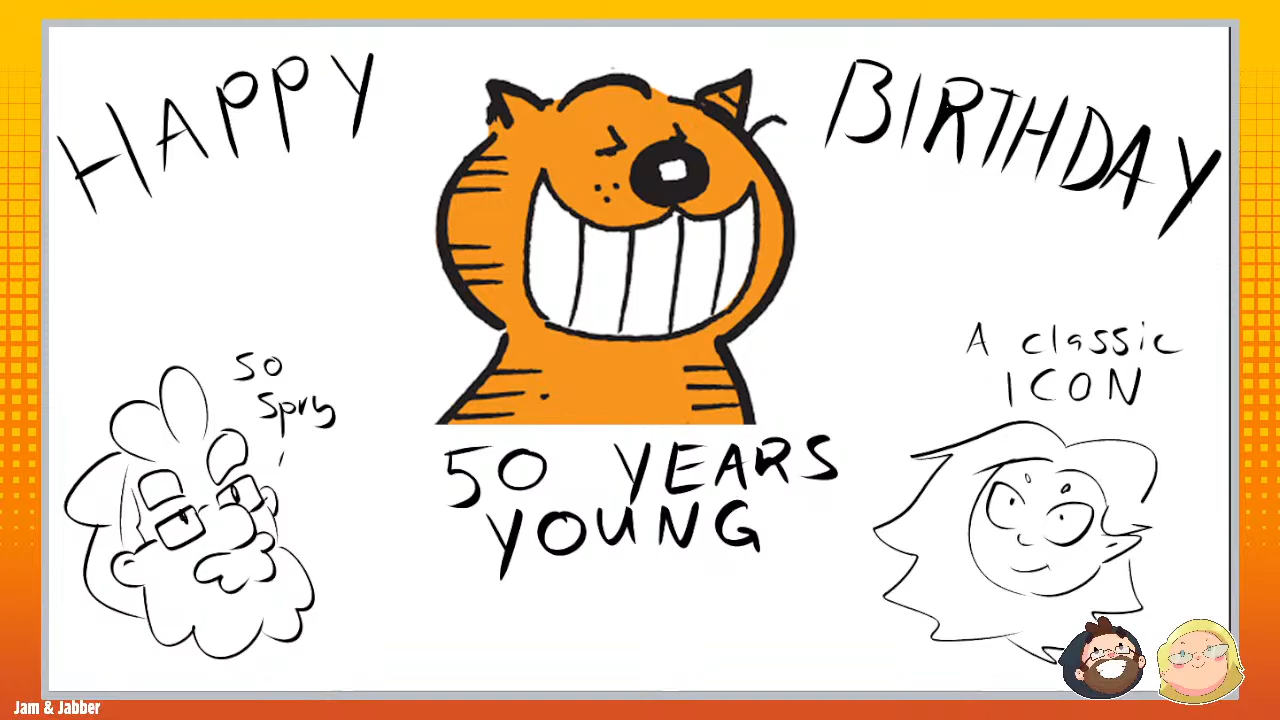 HAPPY BIRTHDAY
SO
Spry
A classic
ICON
50 YEARS
YOUNG
Jam & Jabber